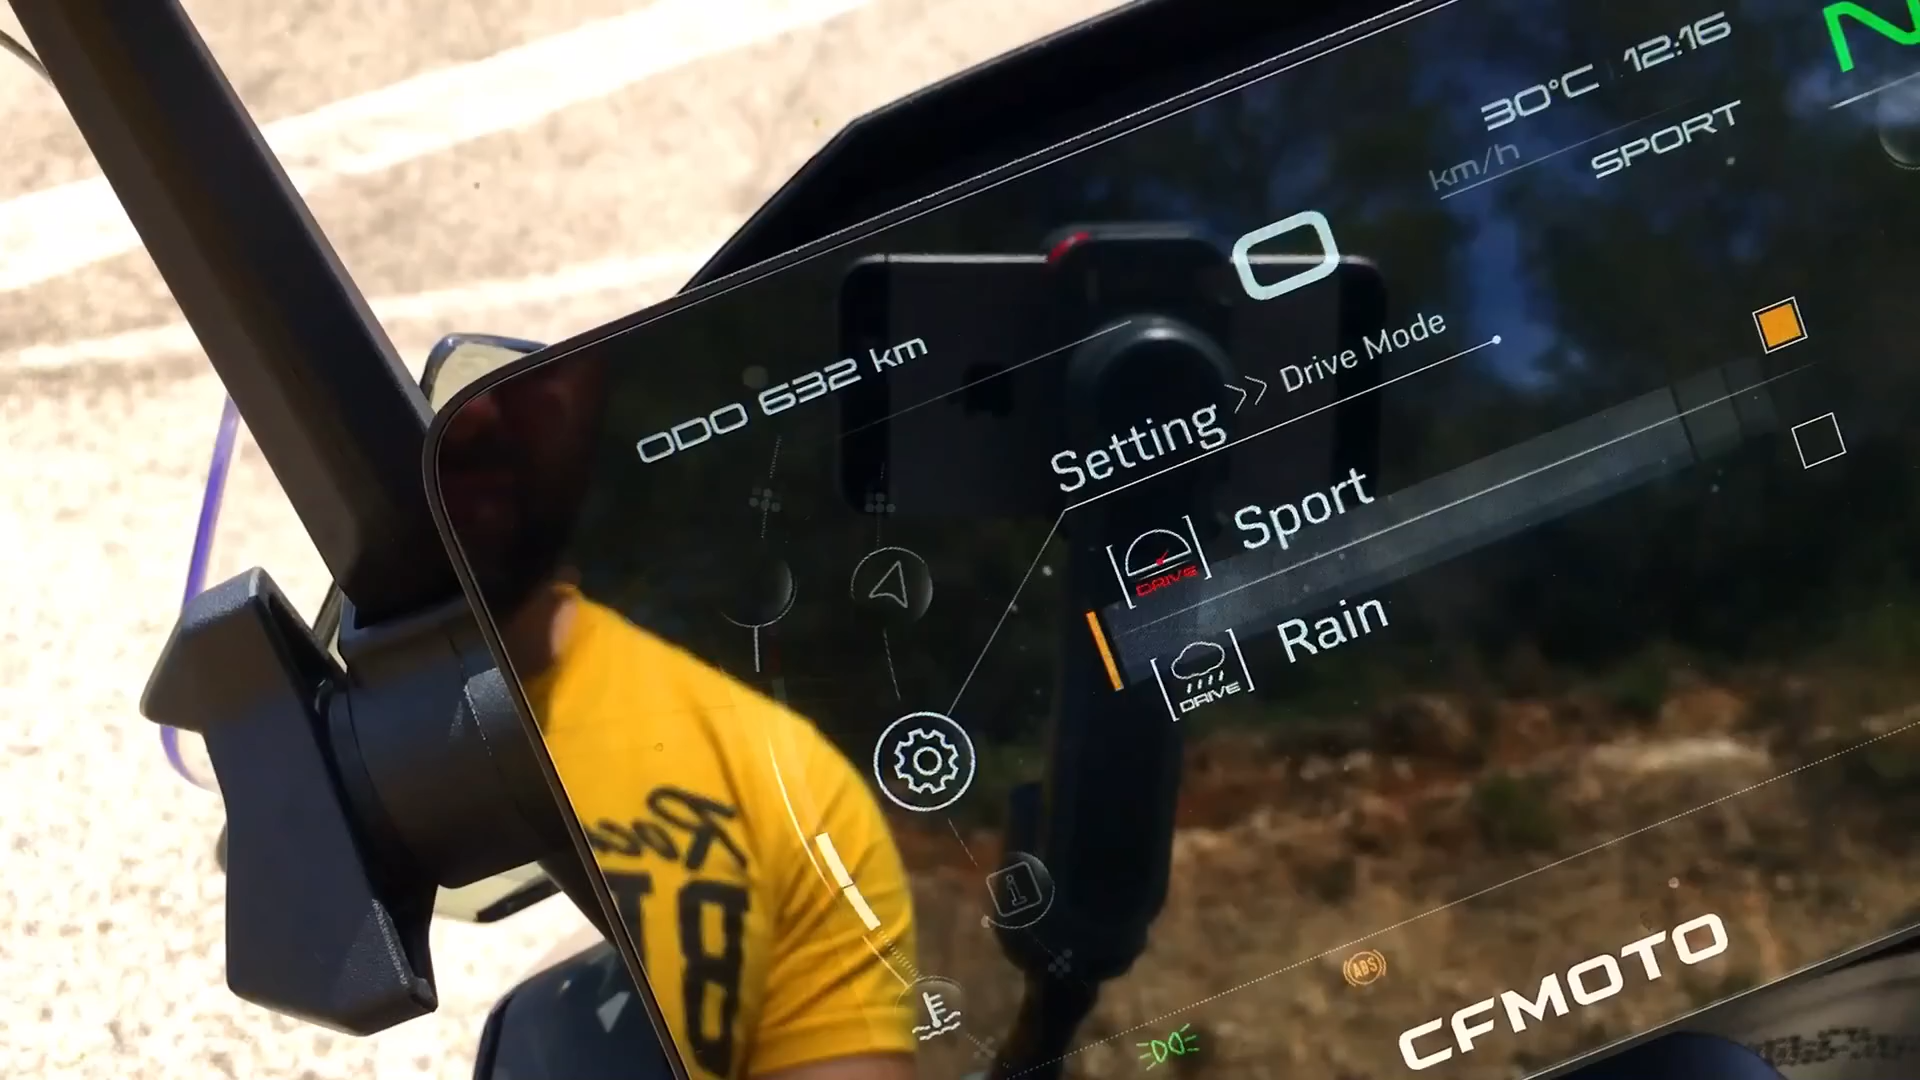 30°C 12:16 N
km/h SPORT
0
ODO 632 km
Setting >> Drive Mode
DRIVE Sport
DRIVE Rain
ABS
CFMOTO